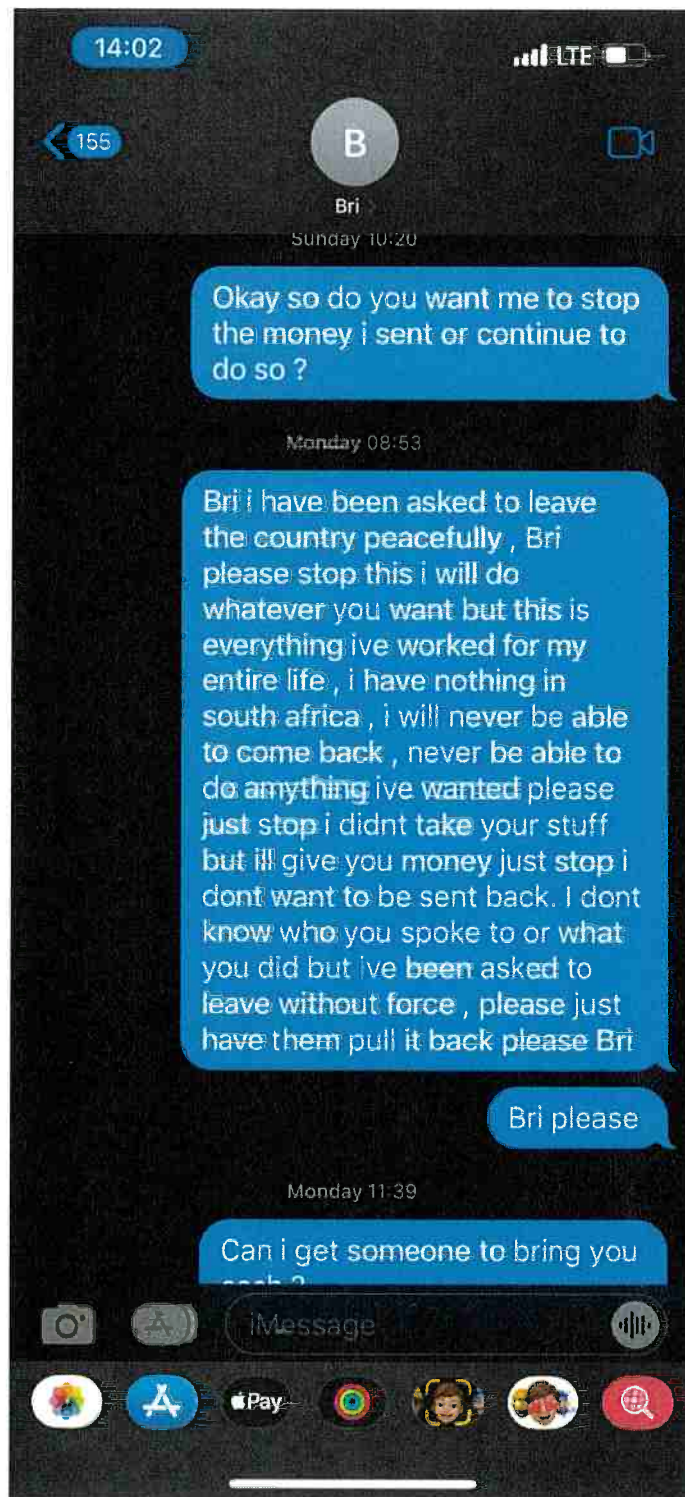 14:02
LTE
155
B
Bri
Sunday 10:20
Okay so do you want me to stop
the money i sent or continue to
do so ?
Monday 08:53
Bri i have been asked to leave
the country peacefully , Bri
please stop this i will do
whatever you want but this is
everything ive worked for my
entire life , i have nothing in
south africa , i will never be able
to come back , never be able to
do amything ive wanted please
just stop i didnt take your stuff
but ill give you money just stop i
dont want to be sent back. I dont
know who you spoke to or what
you did but ive been asked to
leave without force , please just
have them pull it back please Bri
Bri please
Monday 11:39
Can i get someone to bring you
iMessage
Pay